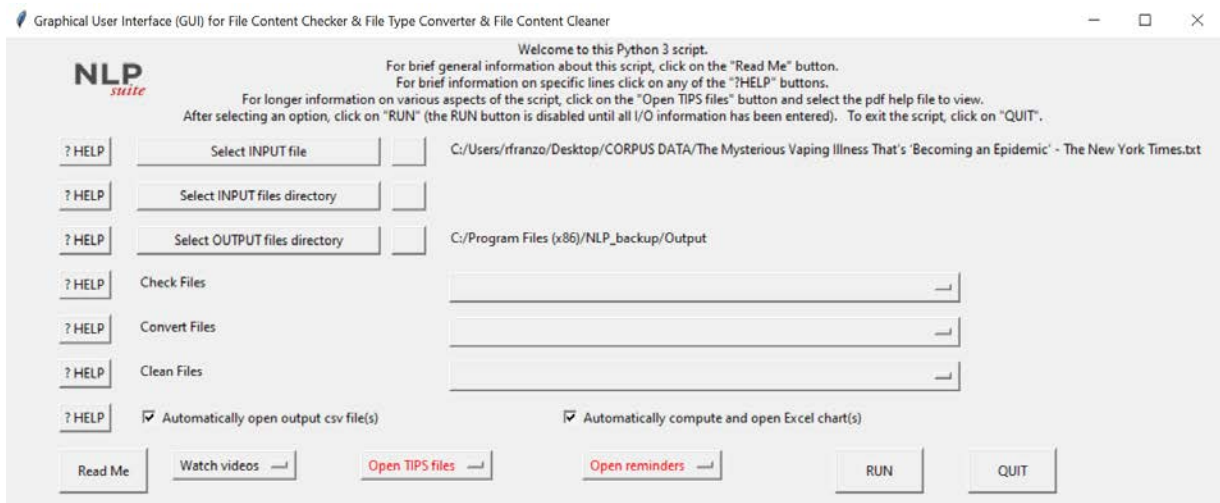 Graphical User Interface (GUI) for File Content Checker & File Type Converter & File Content Cleaner
NLP
suite
Welcome to this Python 3 script.
For brief general information about this script, click on the "Read Me" button.
For brief information on specific lines click on any of the "?HELP" buttons.
For longer information on various aspects of the script, click on the "Open TIPS files" button and select the pdf help file to view.
After selecting an option, click on "RUN" (the RUN button is disabled until all I/O information has been entered). To exit the script, click on "QUIT".
? HELP Select INPUT file C:/Users/rfranzo/Desktop/CORPUS DATA/The Mysterious Vaping Illness That's 'Becoming an Epidemic' - The New York Times.txt
? HELP Select INPUT files directory
? HELP Select OUTPUT files directory C:/Program Files (x86)/NLP_backup/Output
? HELP Check Files
? HELP Convert Files
? HELP Clean Files
? HELP Automatically open output csv file(s) Automatically compute and open Excel chart(s)
Read Me Watch videos Open TIPS files Open reminders RUN QUIT